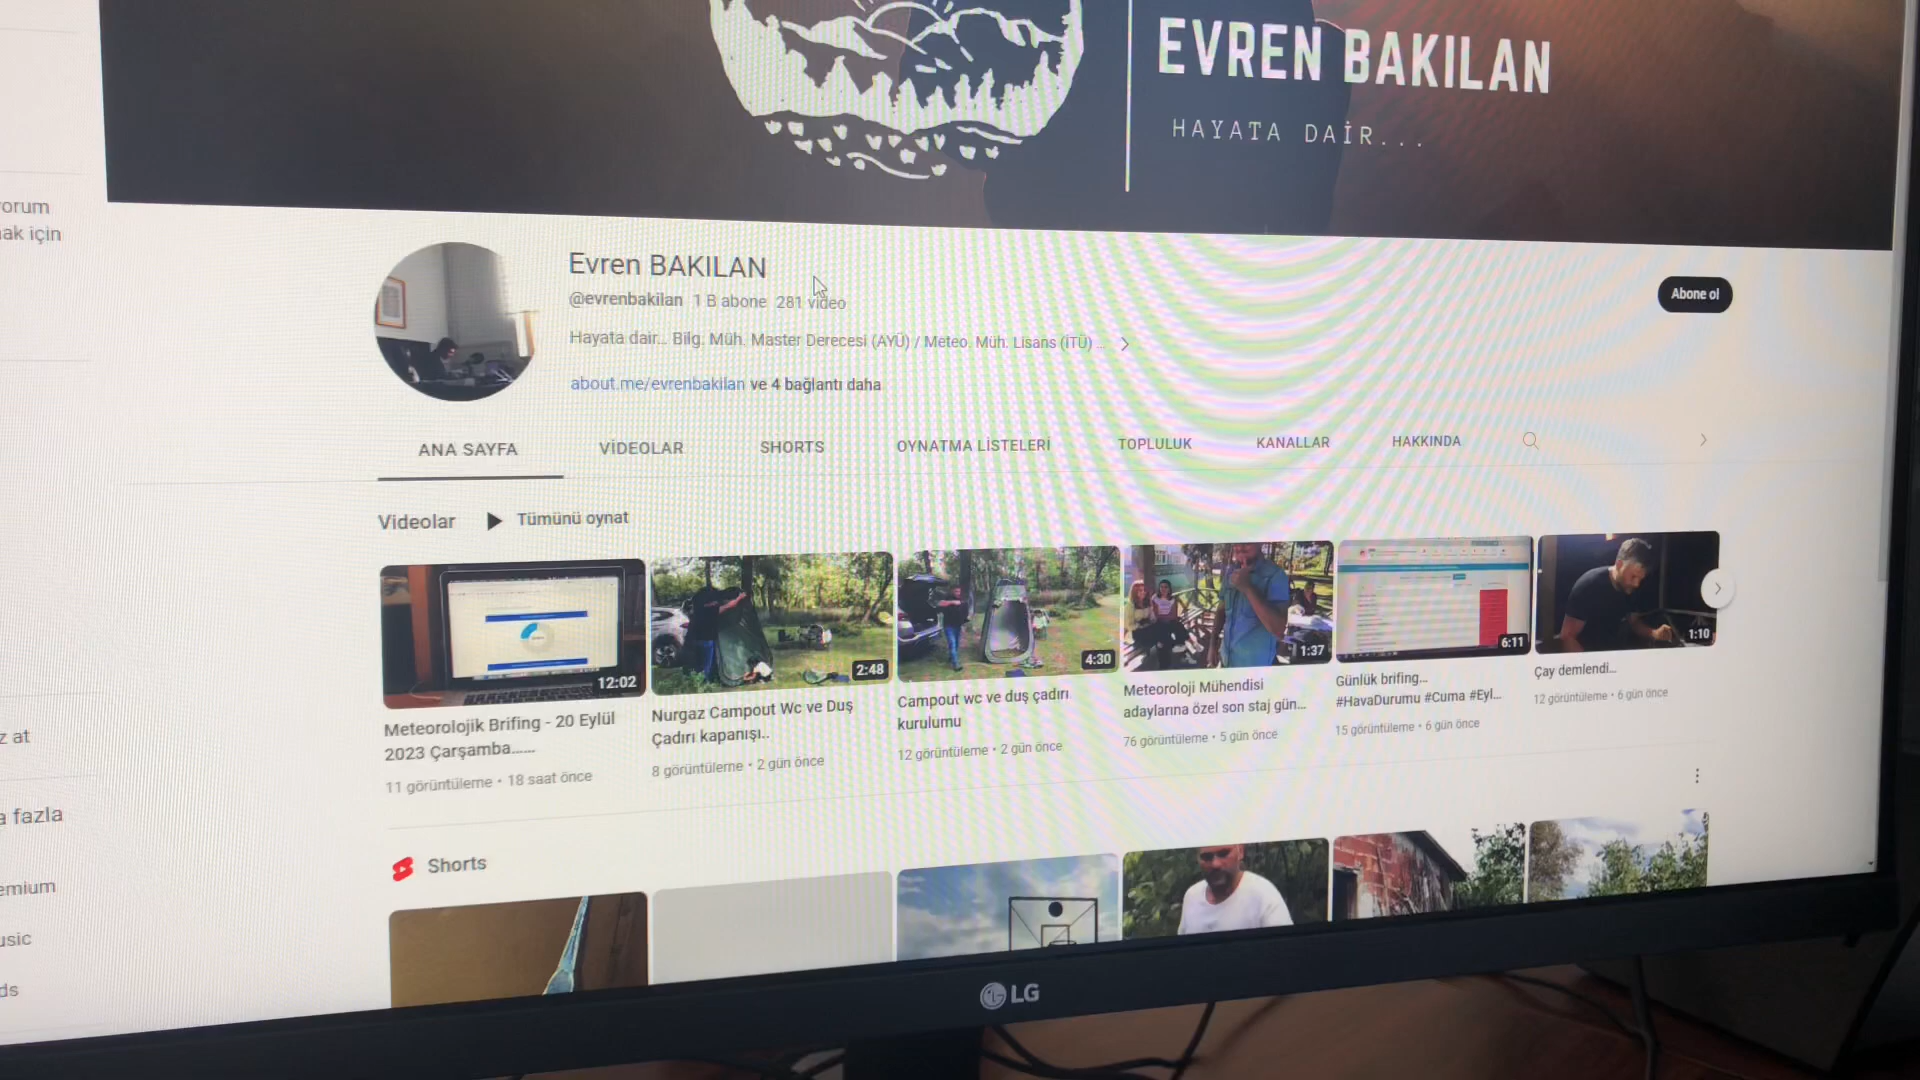 EVREN BAKILAN
HAYATA DAİR...
orum
ak için
Evren BAKILAN
@evrenbakilan 1 B abone 281 video
Abone ol
Hayata dair... Bilg. Müh. Master Derecesi (AYÜ) / Meteo. Müh. Lisans (İTÜ) ...
about.me/evrenbakilan ve 4 bağlantı daha
ANA SAYFA VİDEOLAR SHORTS OYNATMA LİSTELERİ TOPLULUK KANALLAR HAKKINDA
Videolar Tümünü oynat
12:02
2:48
4:30
1:37
6:11
1:10
Meteorolojik Brifing - 20 Eylül
2023 Çarşamba......
11 görüntüleme • 18 saat önce
Nurgaz Campout Wc ve Duş
Çadırı kapanışı..
8 görüntüleme • 2 gün önce
Campout wc ve duş çadırı
kurulumu
12 görüntüleme • 2 gün önce
Meteoroloji Mühendisi
adaylarına özel son staj gün...
76 görüntüleme • 5 gün önce
Günlük brifing...
#HavaDurumu #Cuma #Eyl...
15 görüntüleme • 6 gün önce
Çay demlendi...
12 görüntüleme • 6 gün önce
z at
a fazla
emium
usic
ds
Shorts
LG